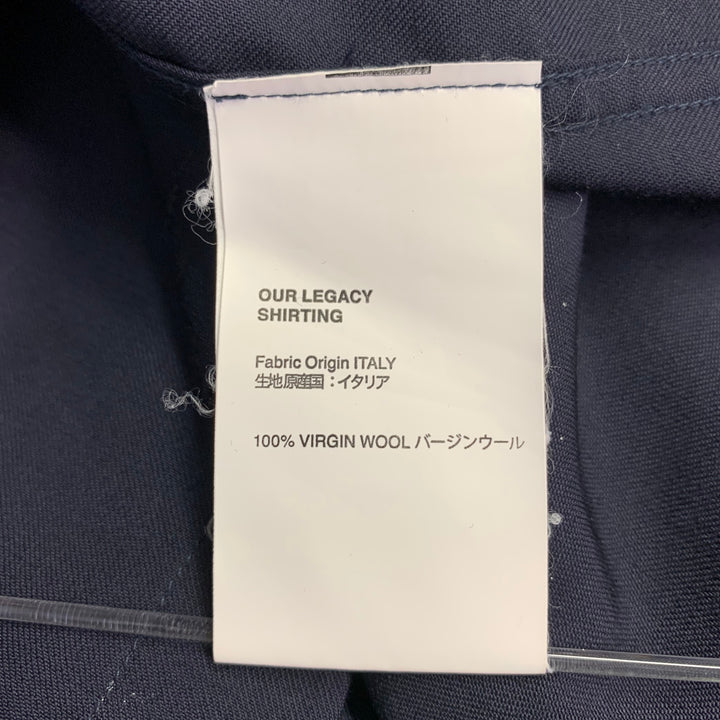 OUR LEGACY
SHIRTING
Fabric Origin ITALY
生地原産国：イタリア
100% VIRGIN WOOL バージンウール